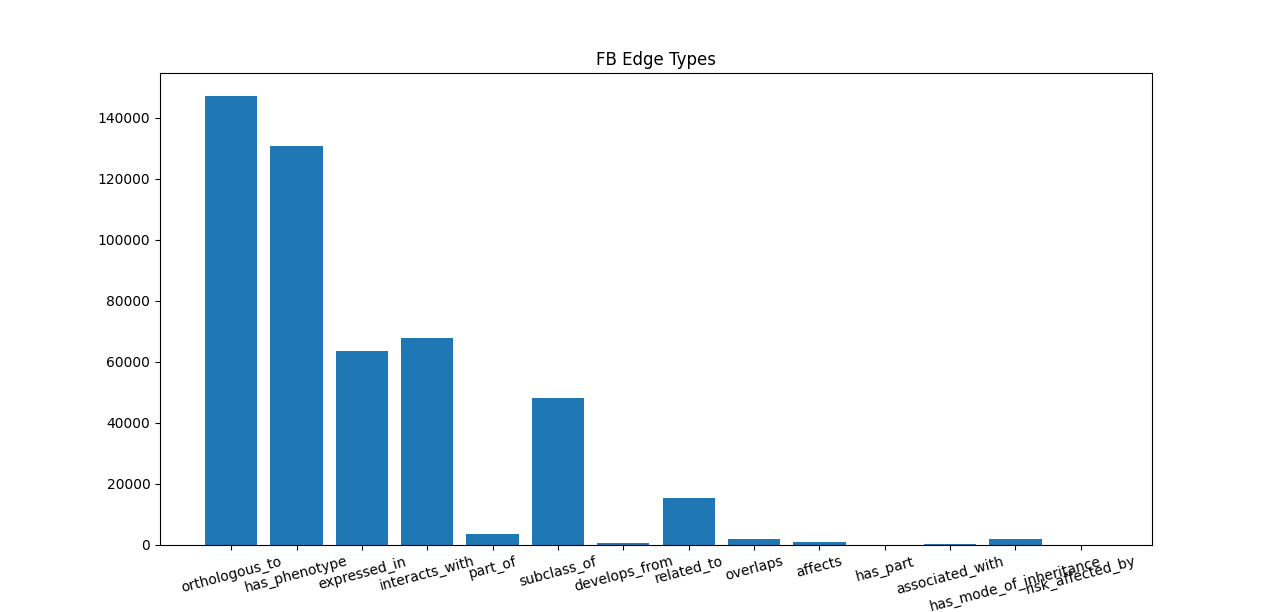 FB Edge Types
140000
120000
100000
80000
60000
40000
20000
0
orthologous_to
has_phenotype
expressed_in
interacts_with
part_of
subclass_of
develops_from
related_to
overlaps
affects
has_part
associated_with
has_mode_of_inheritance
risk_affected_by